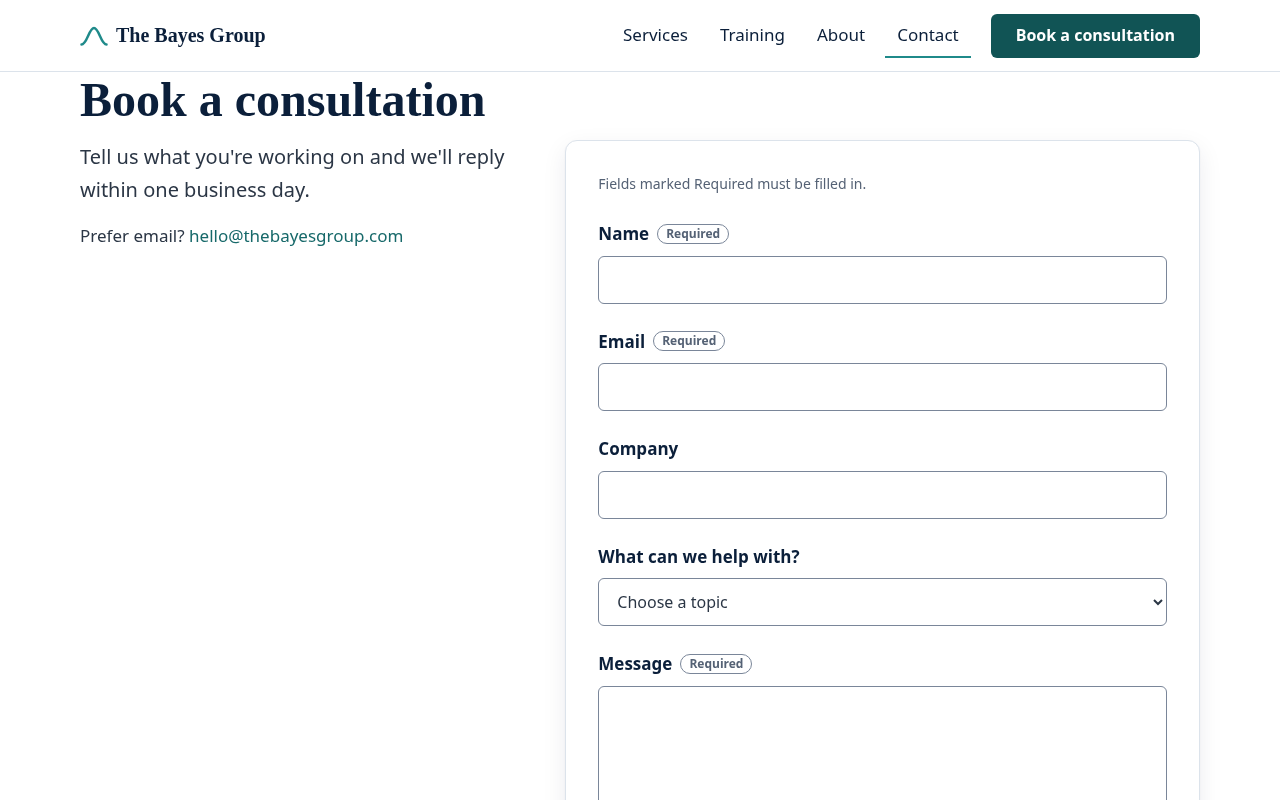 The Bayes Group
Services
Training
About
Contact
Book a consultation
Book a consultation
Tell us what you're working on and we'll reply
within one business day.
Prefer email? hello@thebayesgroup.com
Fields marked Required must be filled in.
Name Required
Email Required
Company
What can we help with?
Choose a topic
Message Required